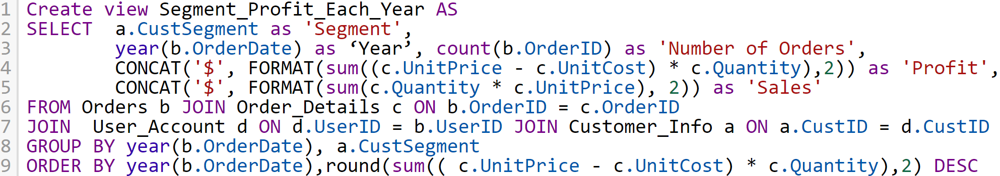 1 Create view Segment_Profit_Each_Year AS
2 SELECT  a.CustSegment as 'Segment',
3         year(b.OrderDate) as ‘Year’, count(b.OrderID) as 'Number of Orders',
4         CONCAT('$', FORMAT(sum((c.UnitPrice - c.UnitCost) * c.Quantity),2)) as 'Profit',
5         CONCAT('$', FORMAT(sum(c.Quantity * c.UnitPrice), 2)) as 'Sales'
6 FROM Orders b JOIN Order_Details c ON b.OrderID = c.OrderID
7 JOIN  User_Account d ON d.UserID = b.UserID JOIN Customer_Info a ON a.CustID = d.CustID
8 GROUP BY year(b.OrderDate), a.CustSegment
9 ORDER BY year(b.OrderDate),round(sum(( c.UnitPrice - c.UnitCost) * c.Quantity),2) DESC